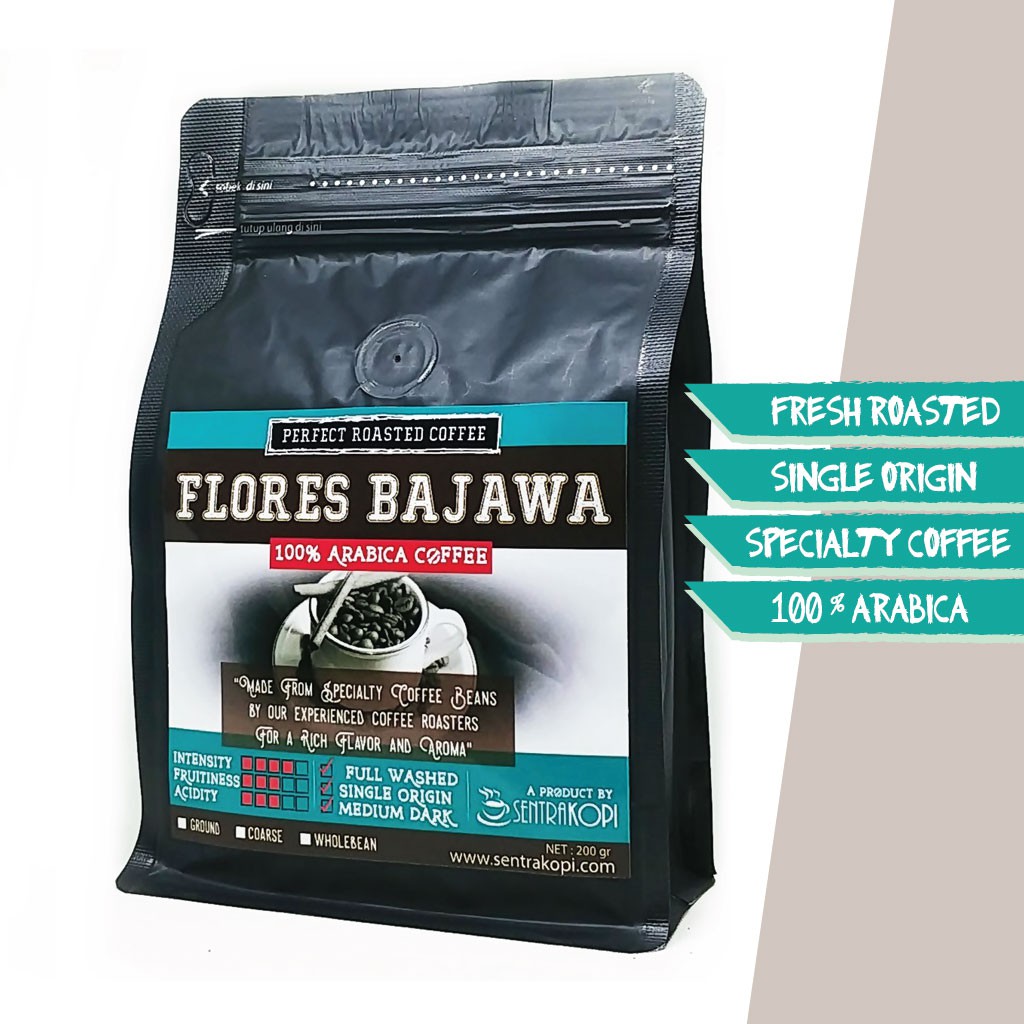 sobek di sini
tutup ulang di sini
PERFECT ROASTED COFFEE
FLORES BAJAWA
100% ARABICA COFFEE
"MADE FROM SPECIALTY COFFEE BEANS
BY OUR EXPERIENCED COFFEE ROASTERS
FOR A RICH FLAVOR AND AROMA"
INTENSITY
FRUITINESS
ACIDITY
FULL WASHED
SINGLE ORIGIN
MEDIUM DARK
A PRODUCT BY
SENTRAKOPI
GROUND COARSE WHOLEBEAN
NET : 200 gr
www.sentrakopi.com
FRESH ROASTED
SINGLE ORIGIN
SPECIALTY COFFEE
100 % ARABICA